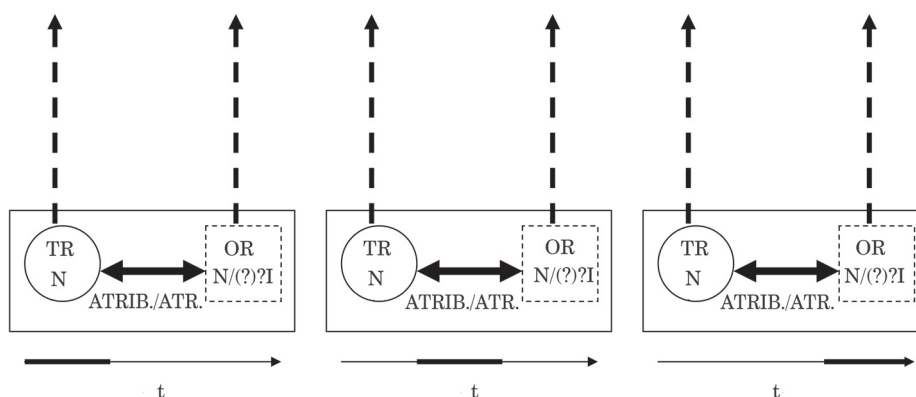 TR
N
OR
N/(?)?I
ATRIB./ATR.
t
TR
N
OR
N/(?)?I
ATRIB./ATR.
t
TR
N
OR
N/(?)?I
ATRIB./ATR.
t